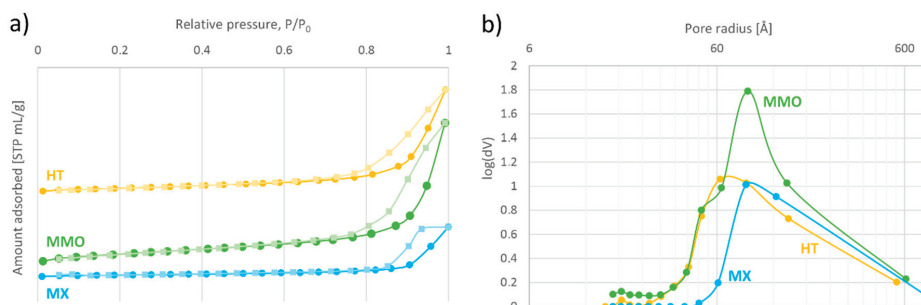 a)
Relative pressure, P/P0
0 0.2 0.4 0.6 0.8 1
Amount adsorbed [STP mL/g]
HT
MMO
MX
b)
Pore radius [Å]
6 60 600
2
1.8
1.6
1.4
1.2
1
0.8
0.6
0.4
0.2
0
log(dV)
MMO
HT
MX